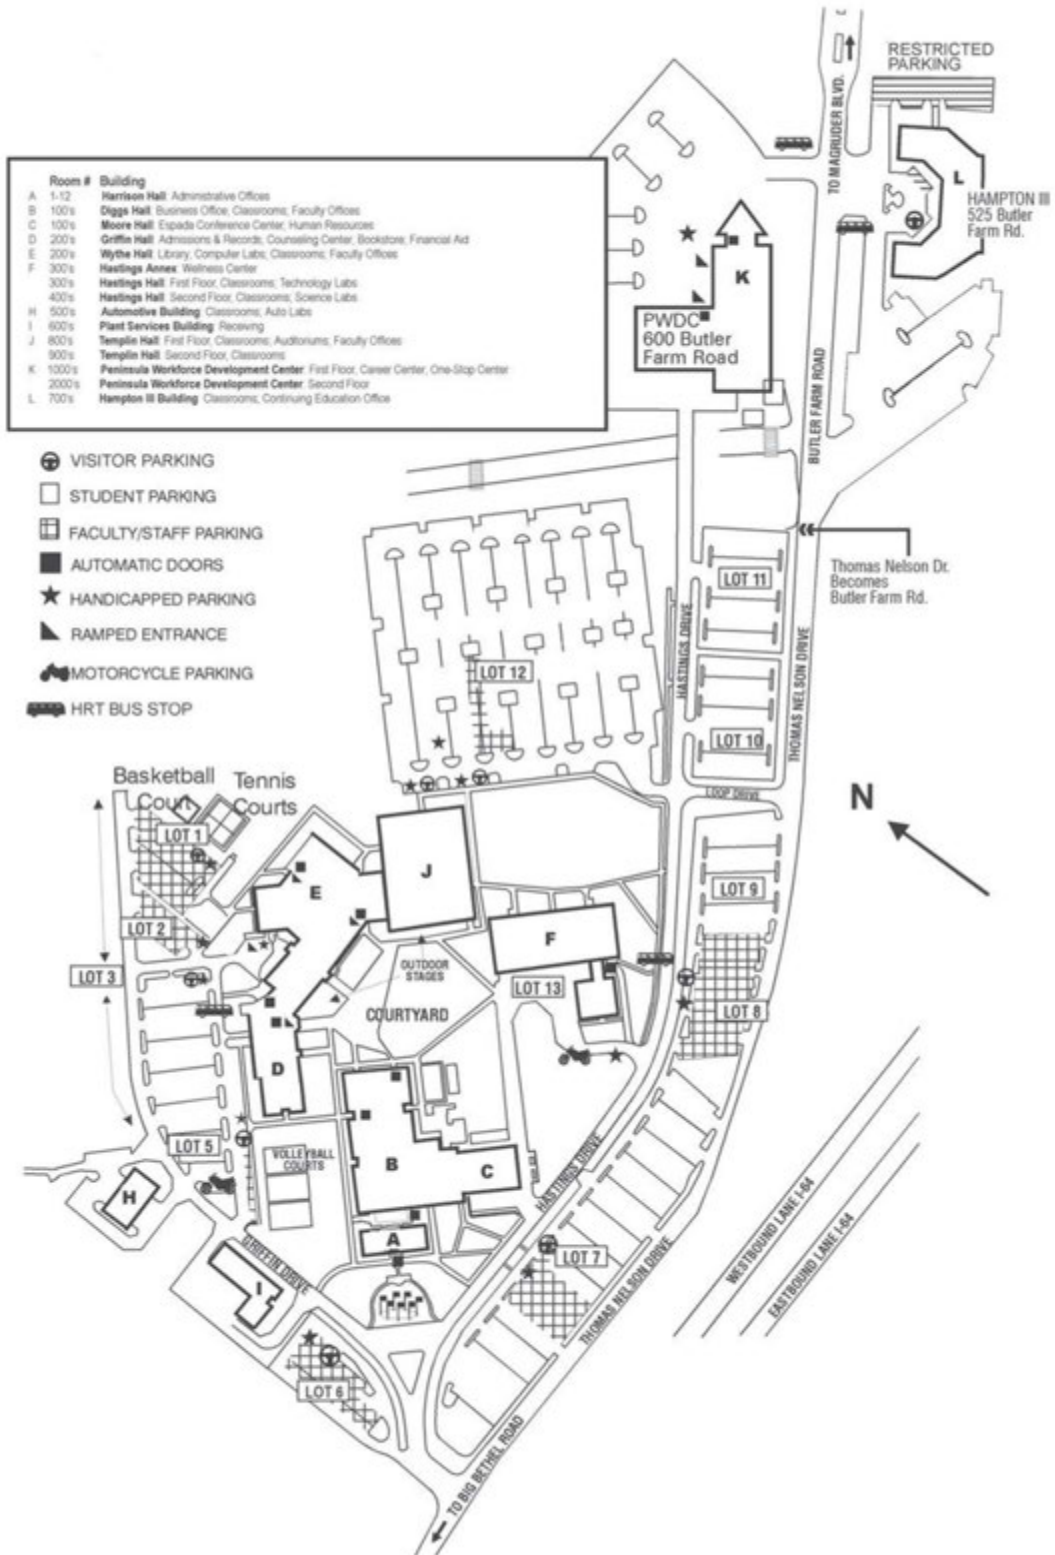 RESTRICTED
PARKING
TO MAGRUDER BLVD.
L
HAMPTON III
525 Butler
Farm Rd.
Room # Building
A 1-12 Harrison Hall: Administrative Offices
B 100's Diggs Hall: Business Office, Classrooms; Faculty Offices
C 100's Moore Hall: Espada Conference Center; Human Resources
D 200's Griffin Hall: Admissions & Records, Counseling Center, Bookstore, Financial Aid
E 200's Wythe Hall: Library, Computer Labs, Classrooms, Faculty Offices
F 300's Hastings Annex: Wellness Center
300's Hastings Hall: First Floor, Classrooms; Technology Labs
400's Hastings Hall: Second Floor, Classrooms; Science Labs
H 500's Automotive Building: Classrooms; Auto Labs
I 600's Plant Services Building: Receiving
J 800's Templin Hall: First Floor, Classrooms; Auditoriums; Faculty Offices
900's Templin Hall: Second Floor, Classrooms
K 1000's Peninsula Workforce Development Center: First Floor, Career Center; One-Stop Center
2000's Peninsula Workforce Development Center: Second Floor
L 700's Hampton III Building: Classrooms; Continuing Education Office
K
PWDC
600 Butler
Farm Road
BUTLER FARM ROAD
VISITOR PARKING
STUDENT PARKING
FACULTY/STAFF PARKING
AUTOMATIC DOORS
HANDICAPPED PARKING
RAMPED ENTRANCE
MOTORCYCLE PARKING
HRT BUS STOP
Thomas Nelson Dr.
Becomes
Butler Farm Rd.
LOT 11
HASTINGS DRIVE
THOMAS NELSON DRIVE
LOT 12
LOT 10
LOOP DRIVE
N
Basketball
Court
Tennis
Courts
LOT 1
LOT 2
LOT 3
E
J
F
LOT 9
OUTDOOR
STAGES
LOT 13
COURTYARD
LOT 8
D
LOT 5
VOLLEYBALL
COURTS
B
C
H
A
I
GRIFFIN DRIVE
HASTINGS DRIVE
LOT 7
THOMAS NELSON DRIVE
WESTBOUND LANE I-64
EASTBOUND LANE I-64
LOT 6
TO BIG BETHEL ROAD